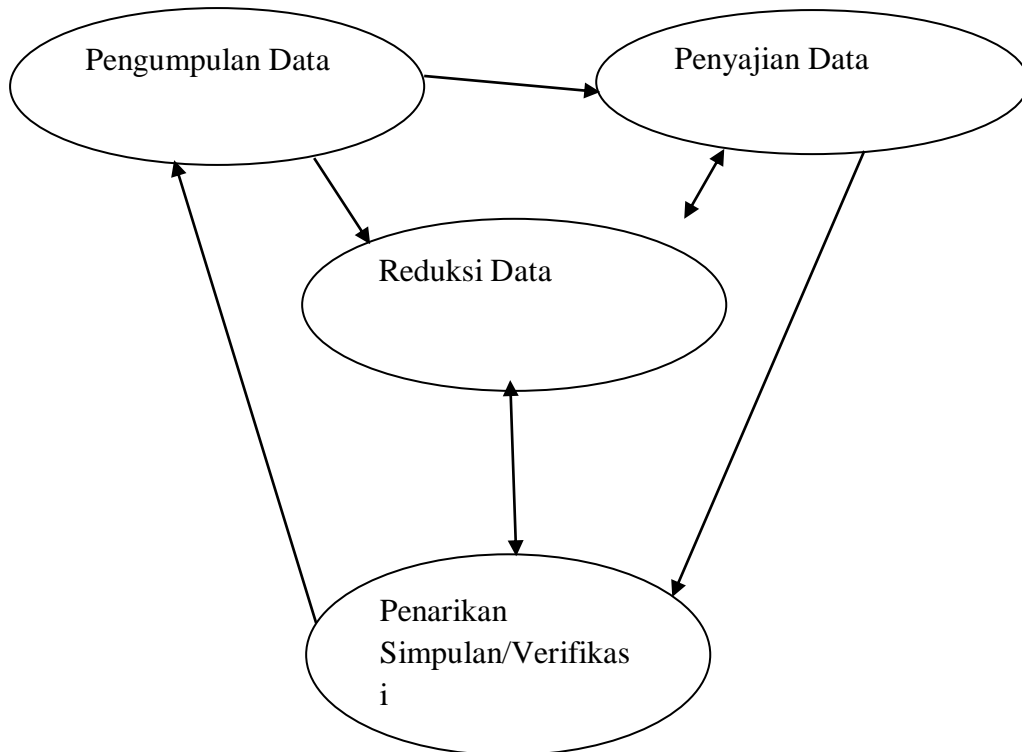 Pengumpulan Data
Penyajian Data
Reduksi Data
Penarikan
Simpulan/Verifikas
i